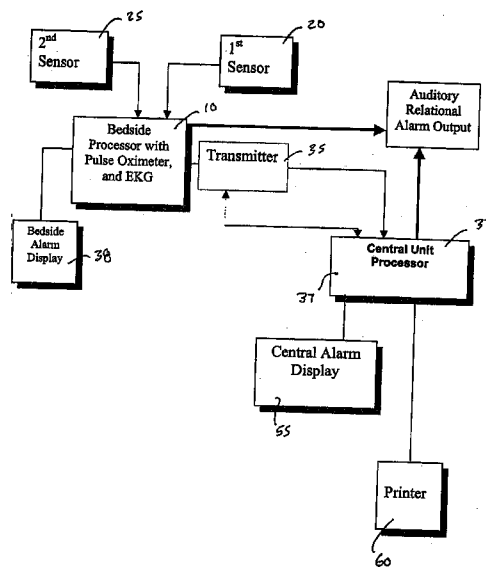 25
20
2nd
Sensor
1st
Sensor
10
Auditory
Relational
Alarm Output
Bedside
Processor with
Pulse Oximeter,
and EKG
Transmitter
35
Bedside
Alarm
Display
38
Central Unit
Processor
37
Central Alarm
Display
55
Printer
60